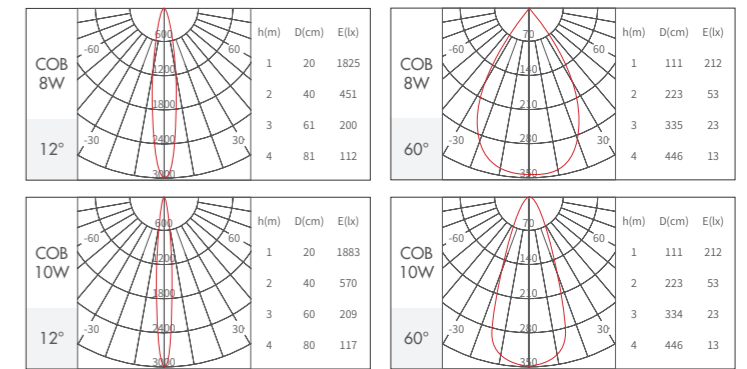 COB
8W
12°
600
1200
1800
2400
3000
-60
60
-30
30
h(m) D(cm) E(lx)
1 20 1825
2 40 451
3 61 200
4 81 112
COB
8W
60°
70
140
210
280
350
-60
60
-30
30
h(m) D(cm) E(lx)
1 111 212
2 223 53
3 335 23
4 446 13
COB
10W
12°
600
1200
1800
2400
3000
-60
60
-30
30
h(m) D(cm) E(lx)
1 20 1883
2 40 570
3 60 209
4 80 117
COB
10W
60°
70
140
210
280
350
-60
60
-30
30
h(m) D(cm) E(lx)
1 111 212
2 223 53
3 334 23
4 446 13